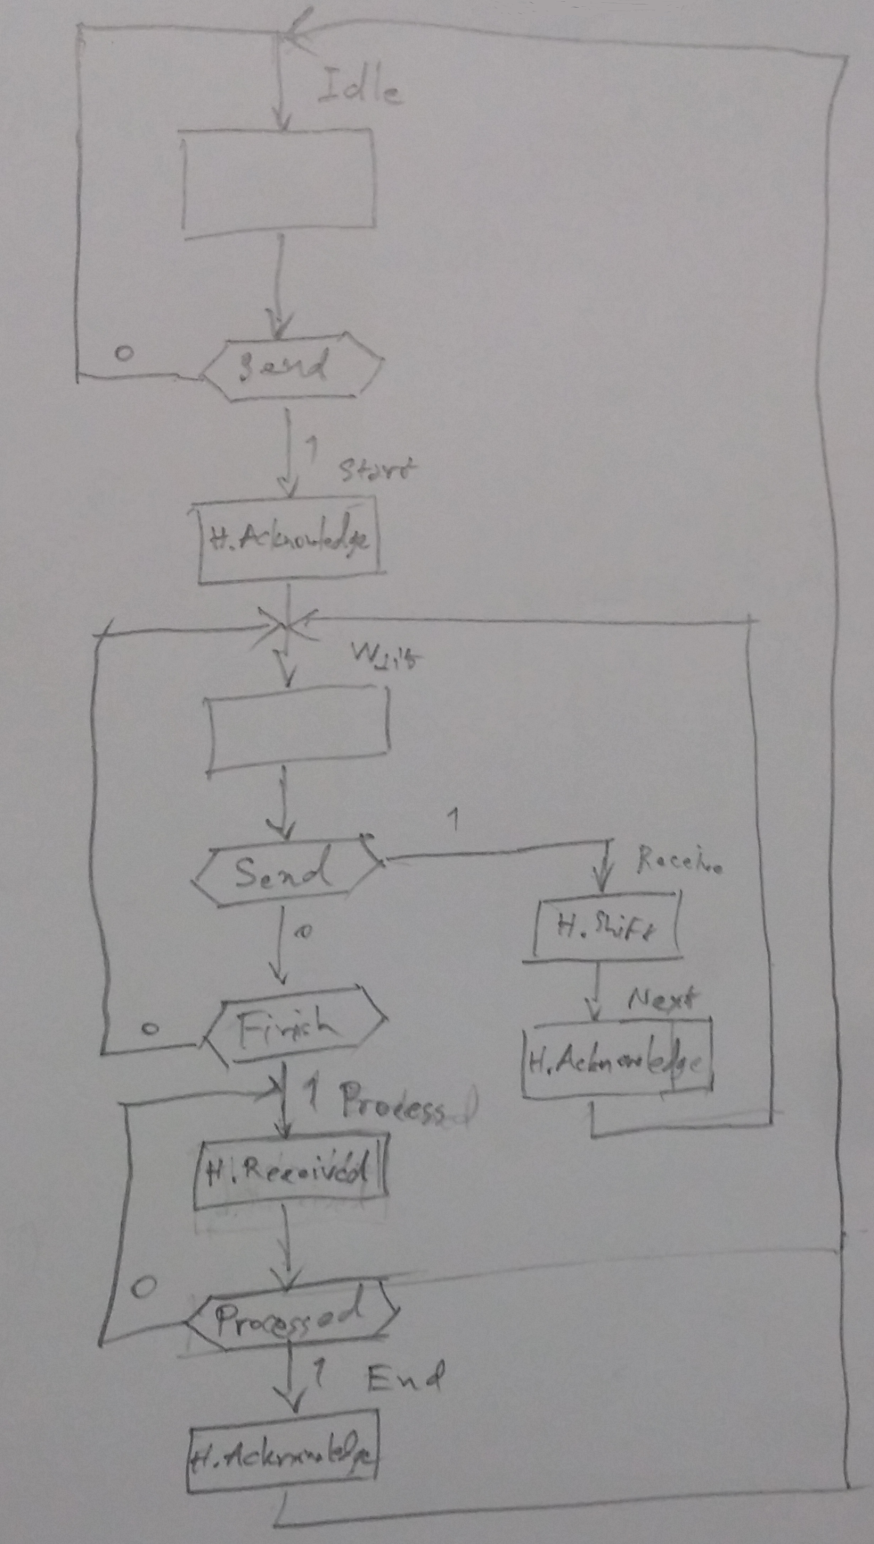 Idle
0
Send
1
Start
H.Acknowledge
Wait
1
Send
Receive
0
H.Shift
Next
0
Finish
H.Acknowledge
1
Process
H.Received
0
Processed
1
End
H.Acknowledge